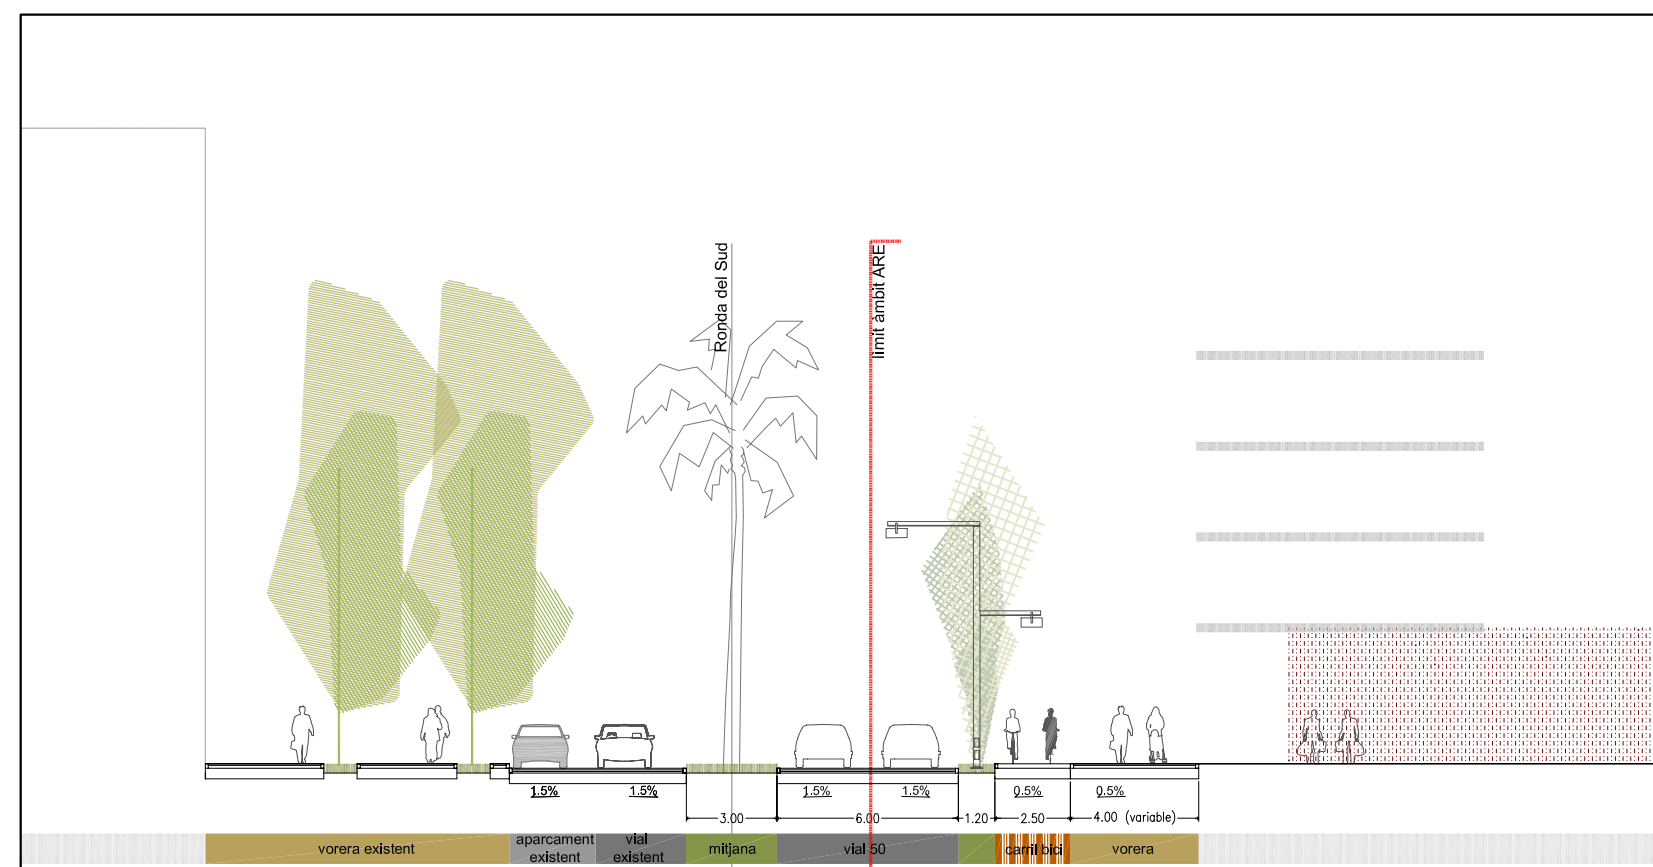 Ronda del Sud
límit àmbit ARE
1.5%
1.5%
1.5%
1.5%
0.5%
0.5%
3.00
6.00
1.20
2.50
4.00 (variable)
vorera existent
aparcament
existent
vial
existent
mitjana
vial 50
carril bici
vorera